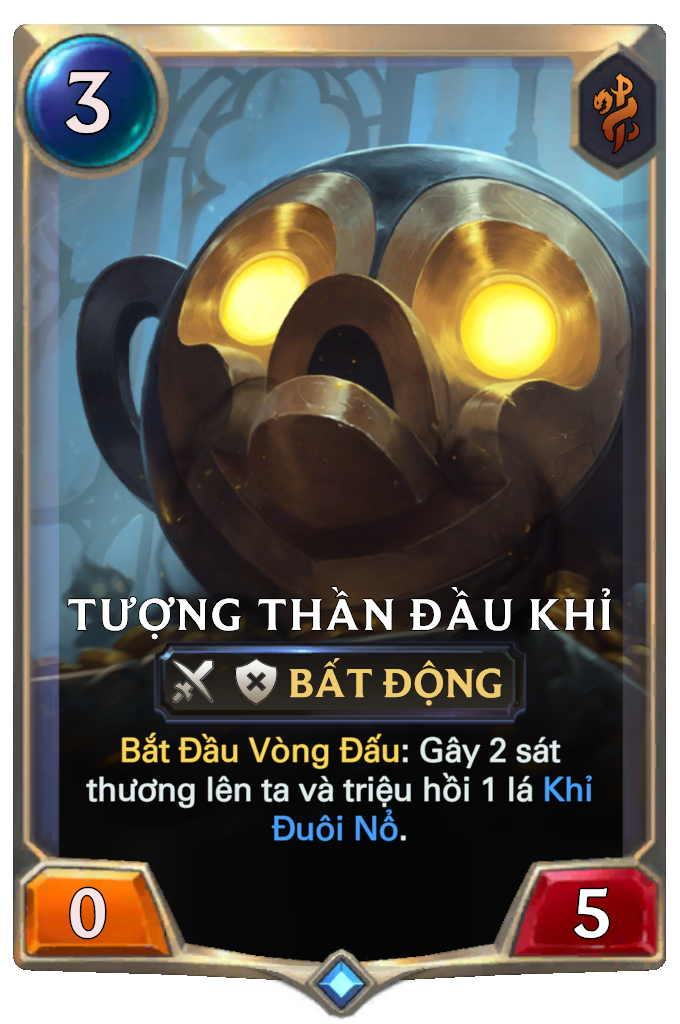 3
TƯỢNG THẦN ĐẦU KHỈ
BẤT ĐỘNG
Bắt Đầu Vòng Đấu: Gây 2 sát
thương lên ta và triệu hồi 1 lá Khỉ
Đuôi Nổ.
0
5